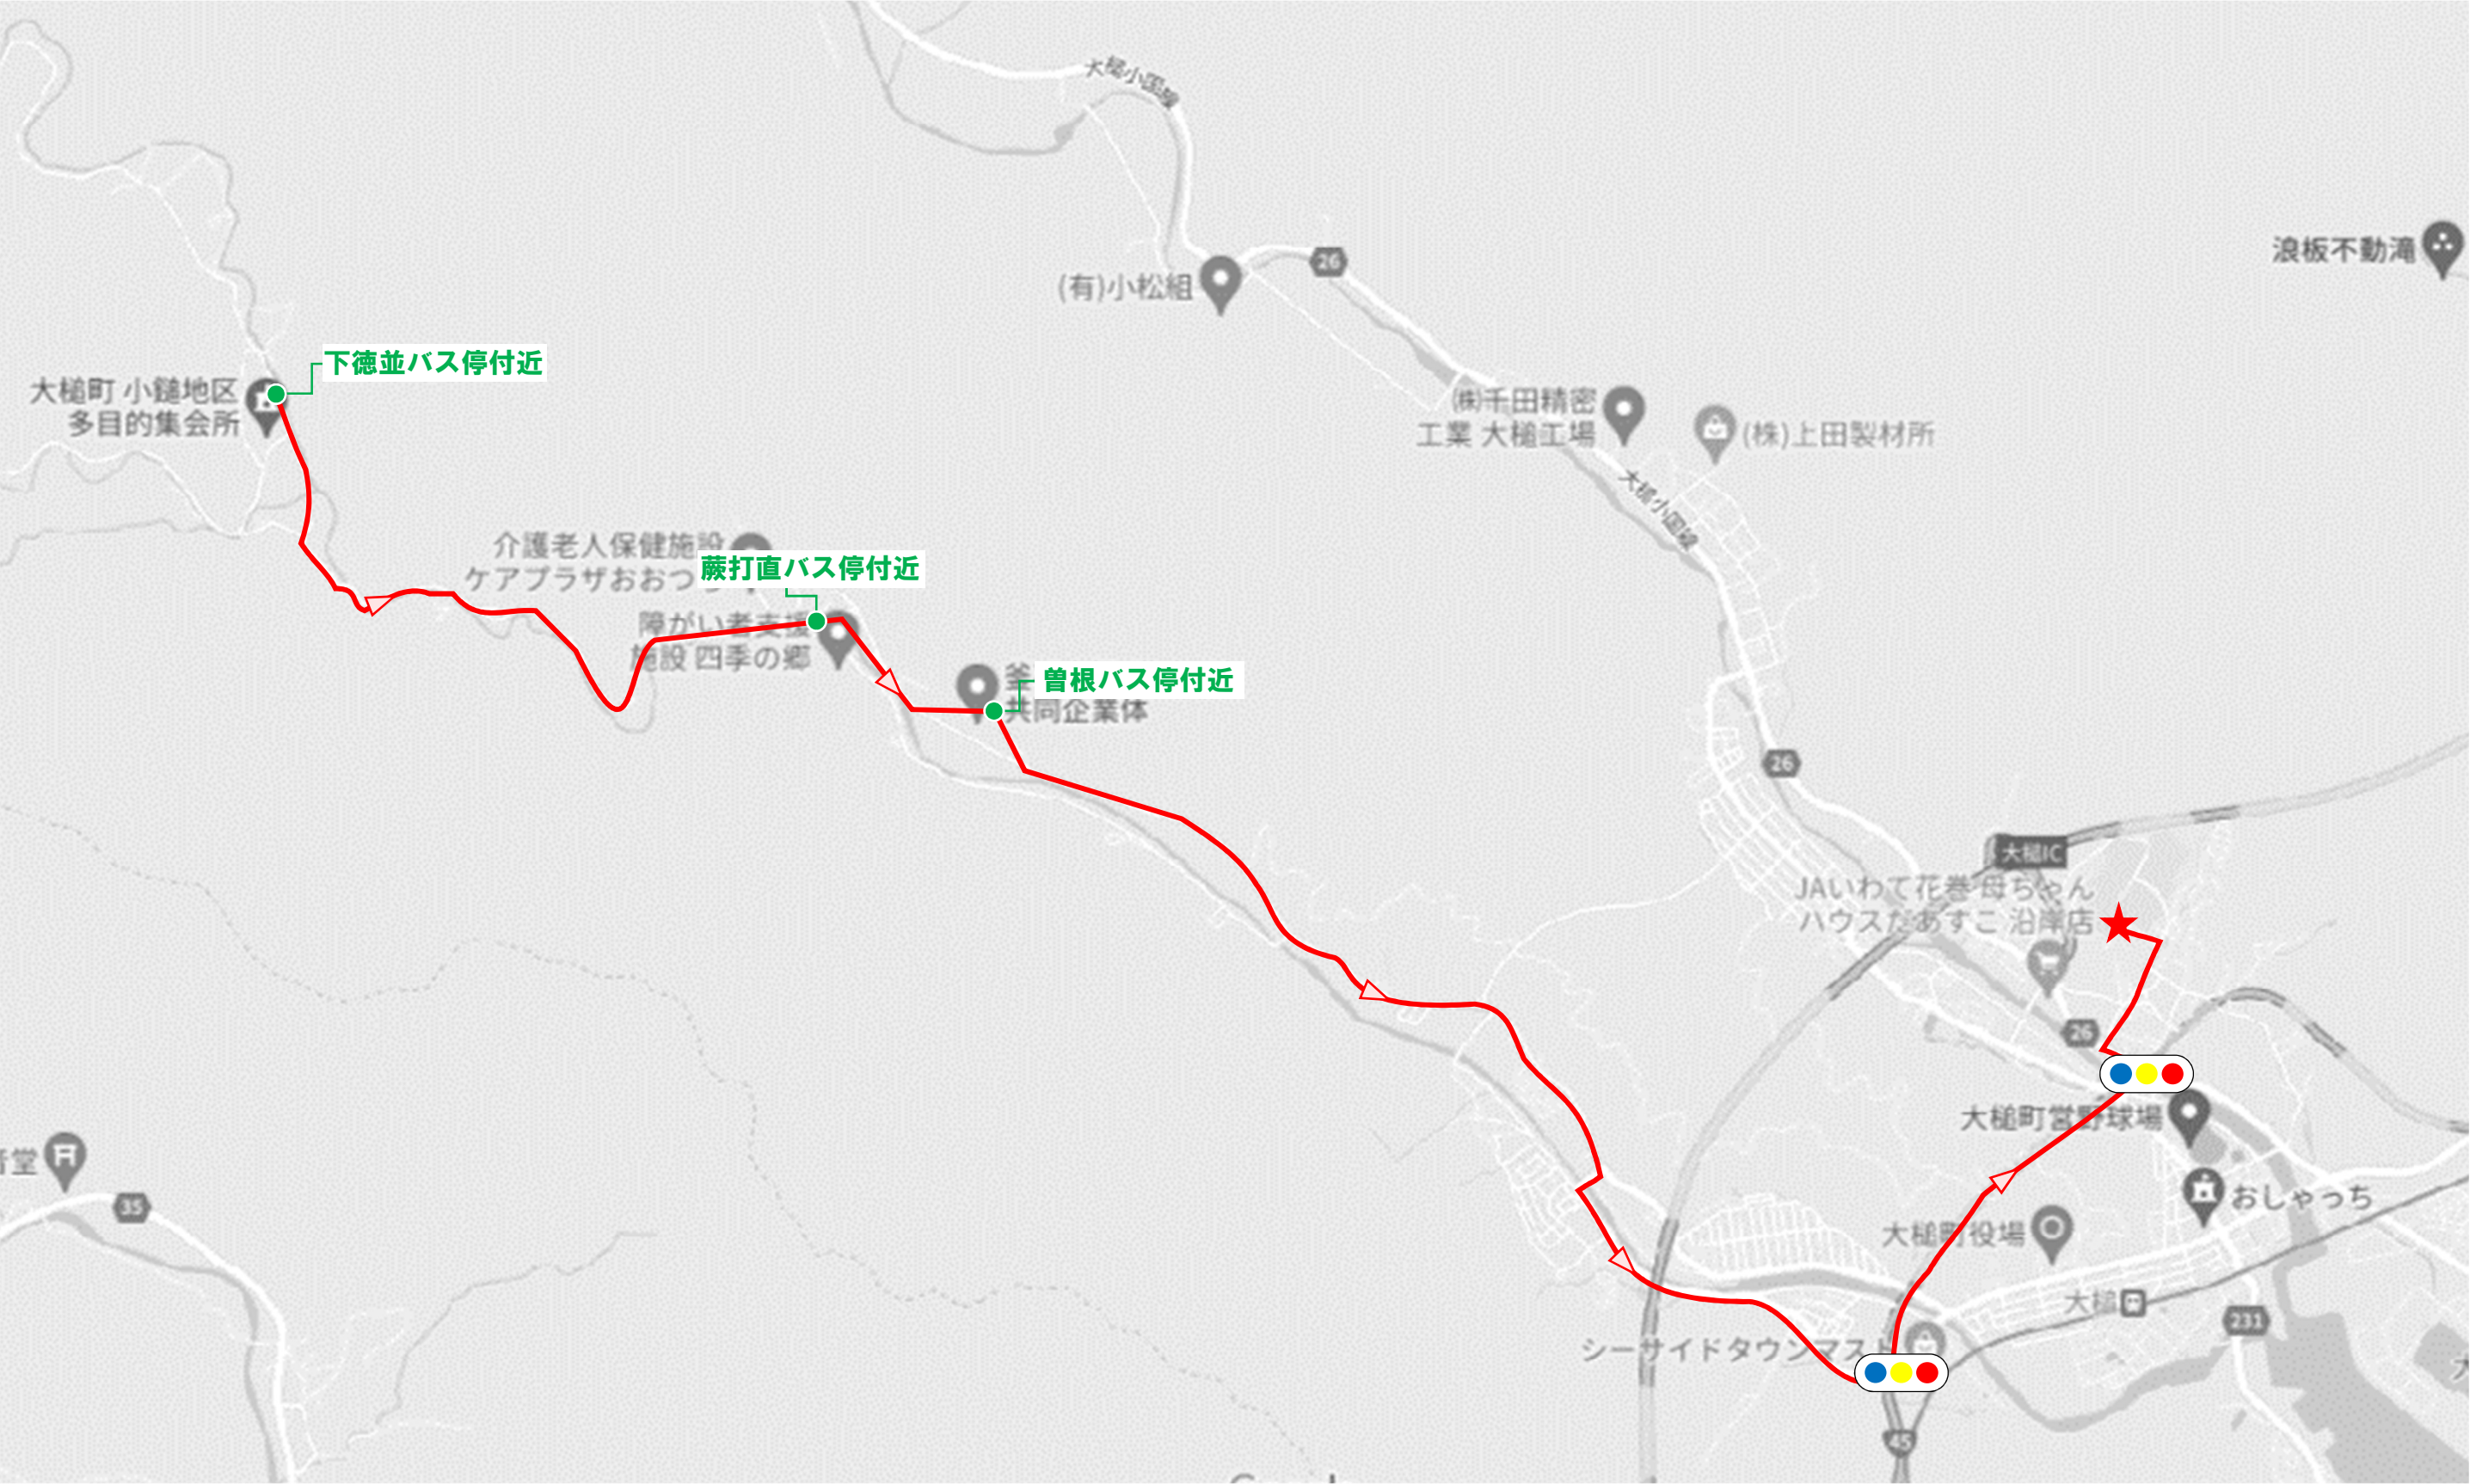 大槌小国線
浪板不動滝
(有)小松組
26
下徳並バス停付近
大槌町 小鎚地区
多目的集会所
㈱千田精密
工業 大槌工場
(株)上田製材所
大槌小国線
介護老人保健施設
ケアプラザおおつ
蕨打直バス停付近
障がい者支援
施設 四季の郷
釜
曽根バス停付近
共同企業体
26
大槌IC
JAいわて花巻 母ちゃん
ハウスだぁすこ 沿岸店
26
大槌町営野球場
音堂
35
おしゃっち
大槌町役場
大槌
231
シーサイドタウンマスト
45